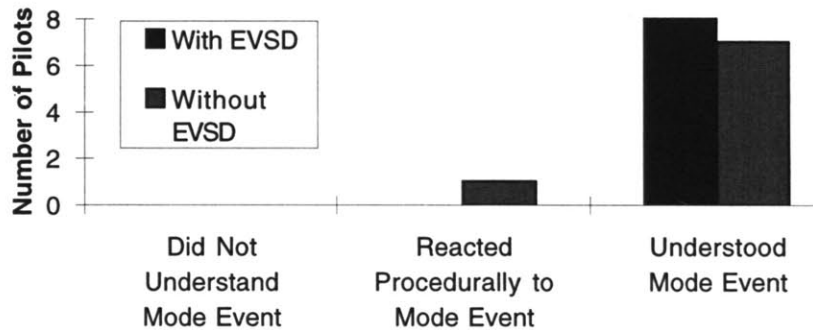 Number of Pilots
8
6
4
2
0
With EVSD
Without
EVSD
Did Not
Understand
Mode Event
Reacted
Procedurally to
Mode Event
Understood
Mode Event